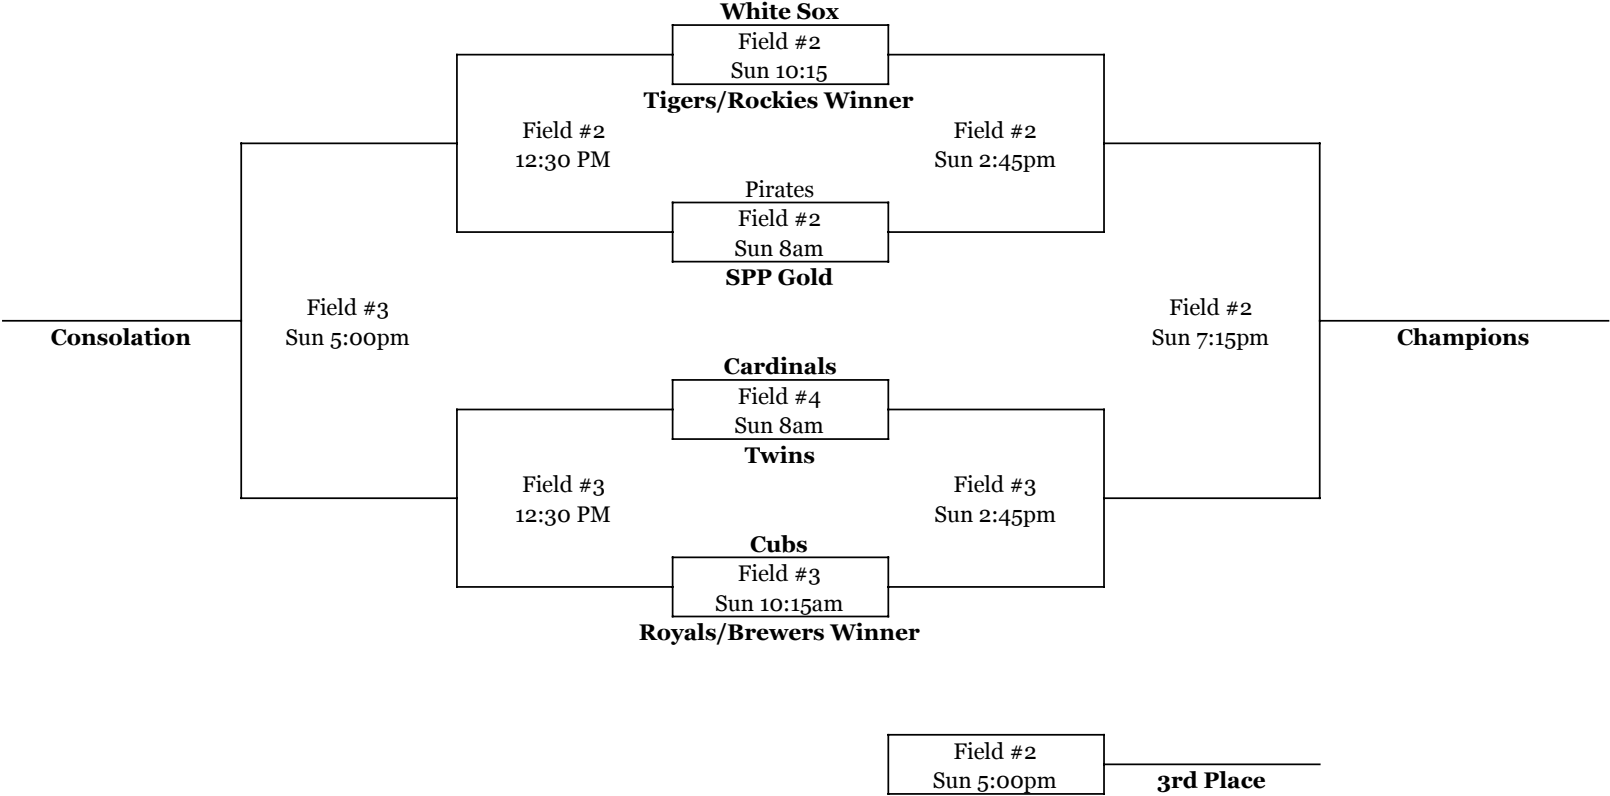 White Sox
Field #2
Sun 10:15
Tigers/Rockies Winner
Field #2
12:30 PM
Field #2
Sun 2:45pm
Pirates
Field #2
Sun 8am
SPP Gold
Field #3
Sun 5:00pm
Consolation
Field #2
Sun 7:15pm
Champions
Cardinals
Field #4
Sun 8am
Twins
Field #3
12:30 PM
Field #3
Sun 2:45pm
Cubs
Field #3
Sun 10:15am
Royals/Brewers Winner
Field #2
Sun 5:00pm
3rd Place